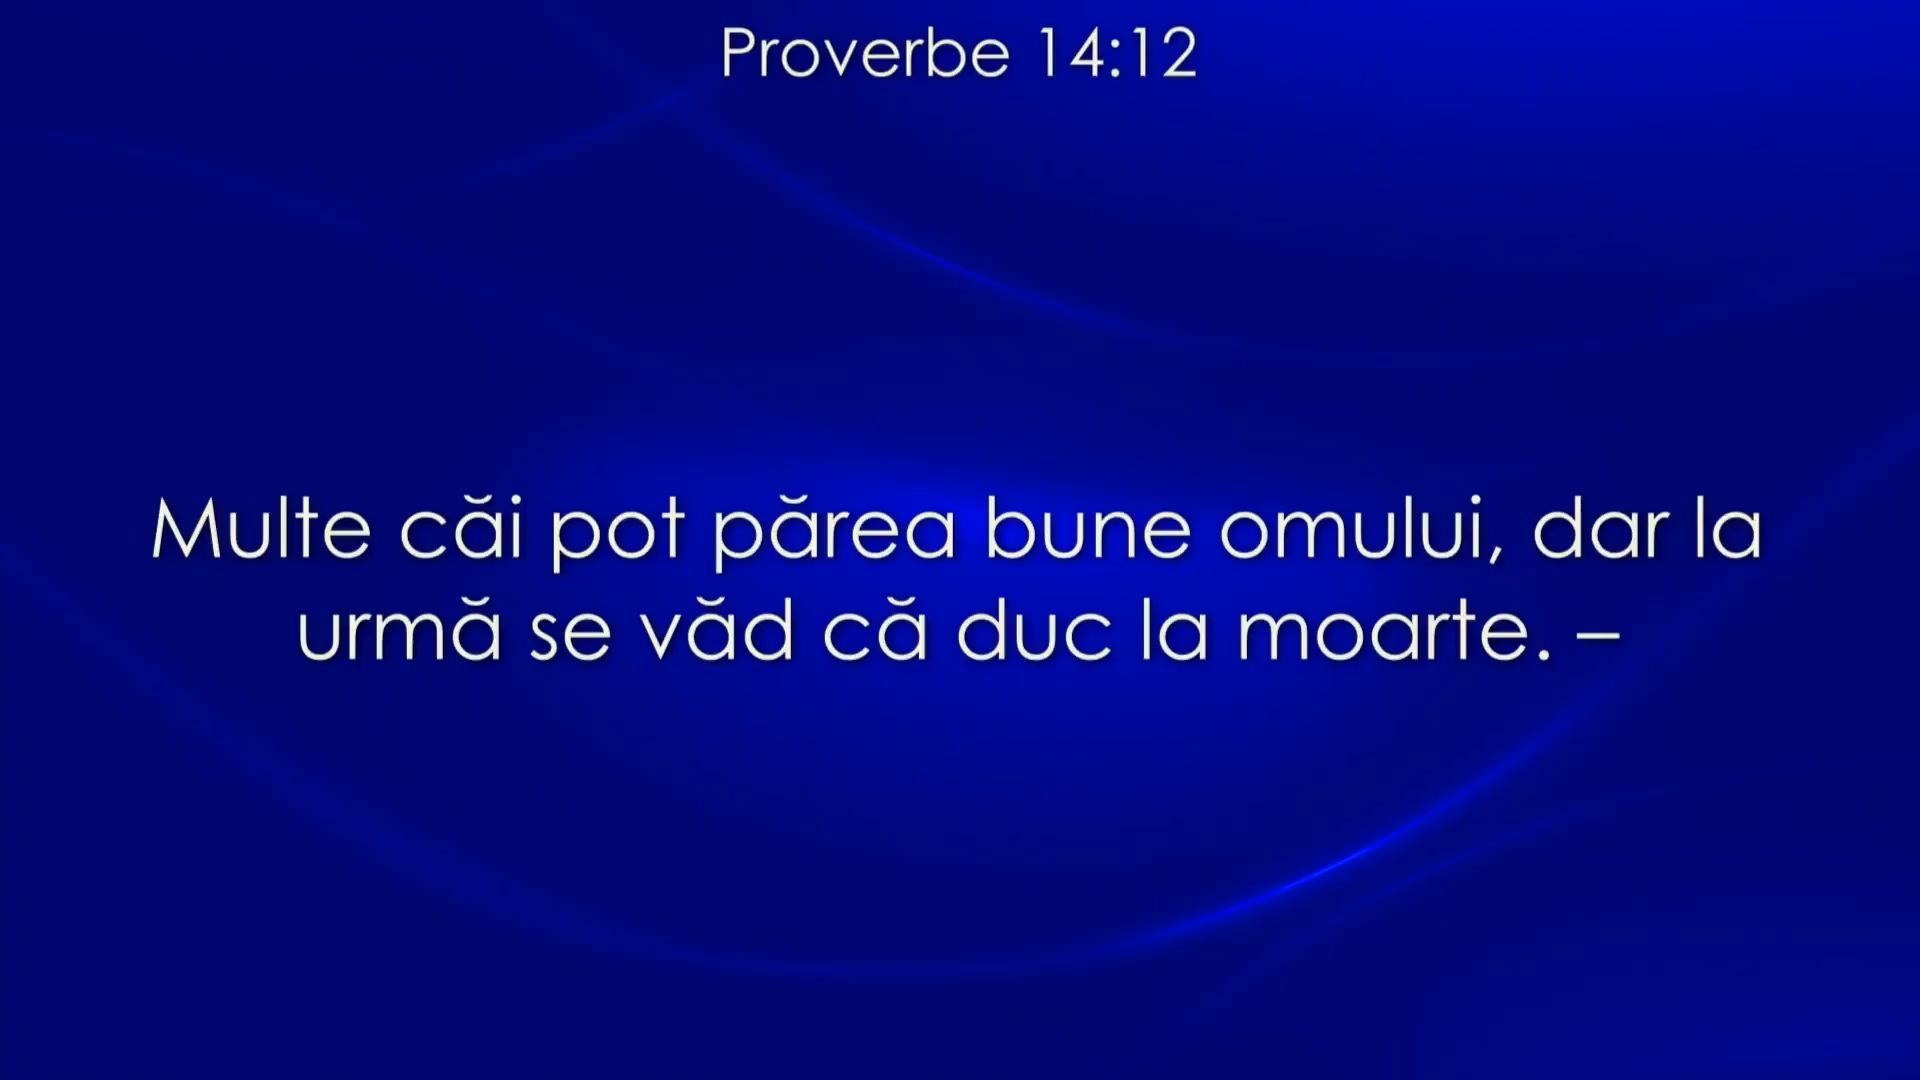 Proverbe 14:12
Multe căi pot părea bune omului, dar la
urmă se văd că duc la moarte. –